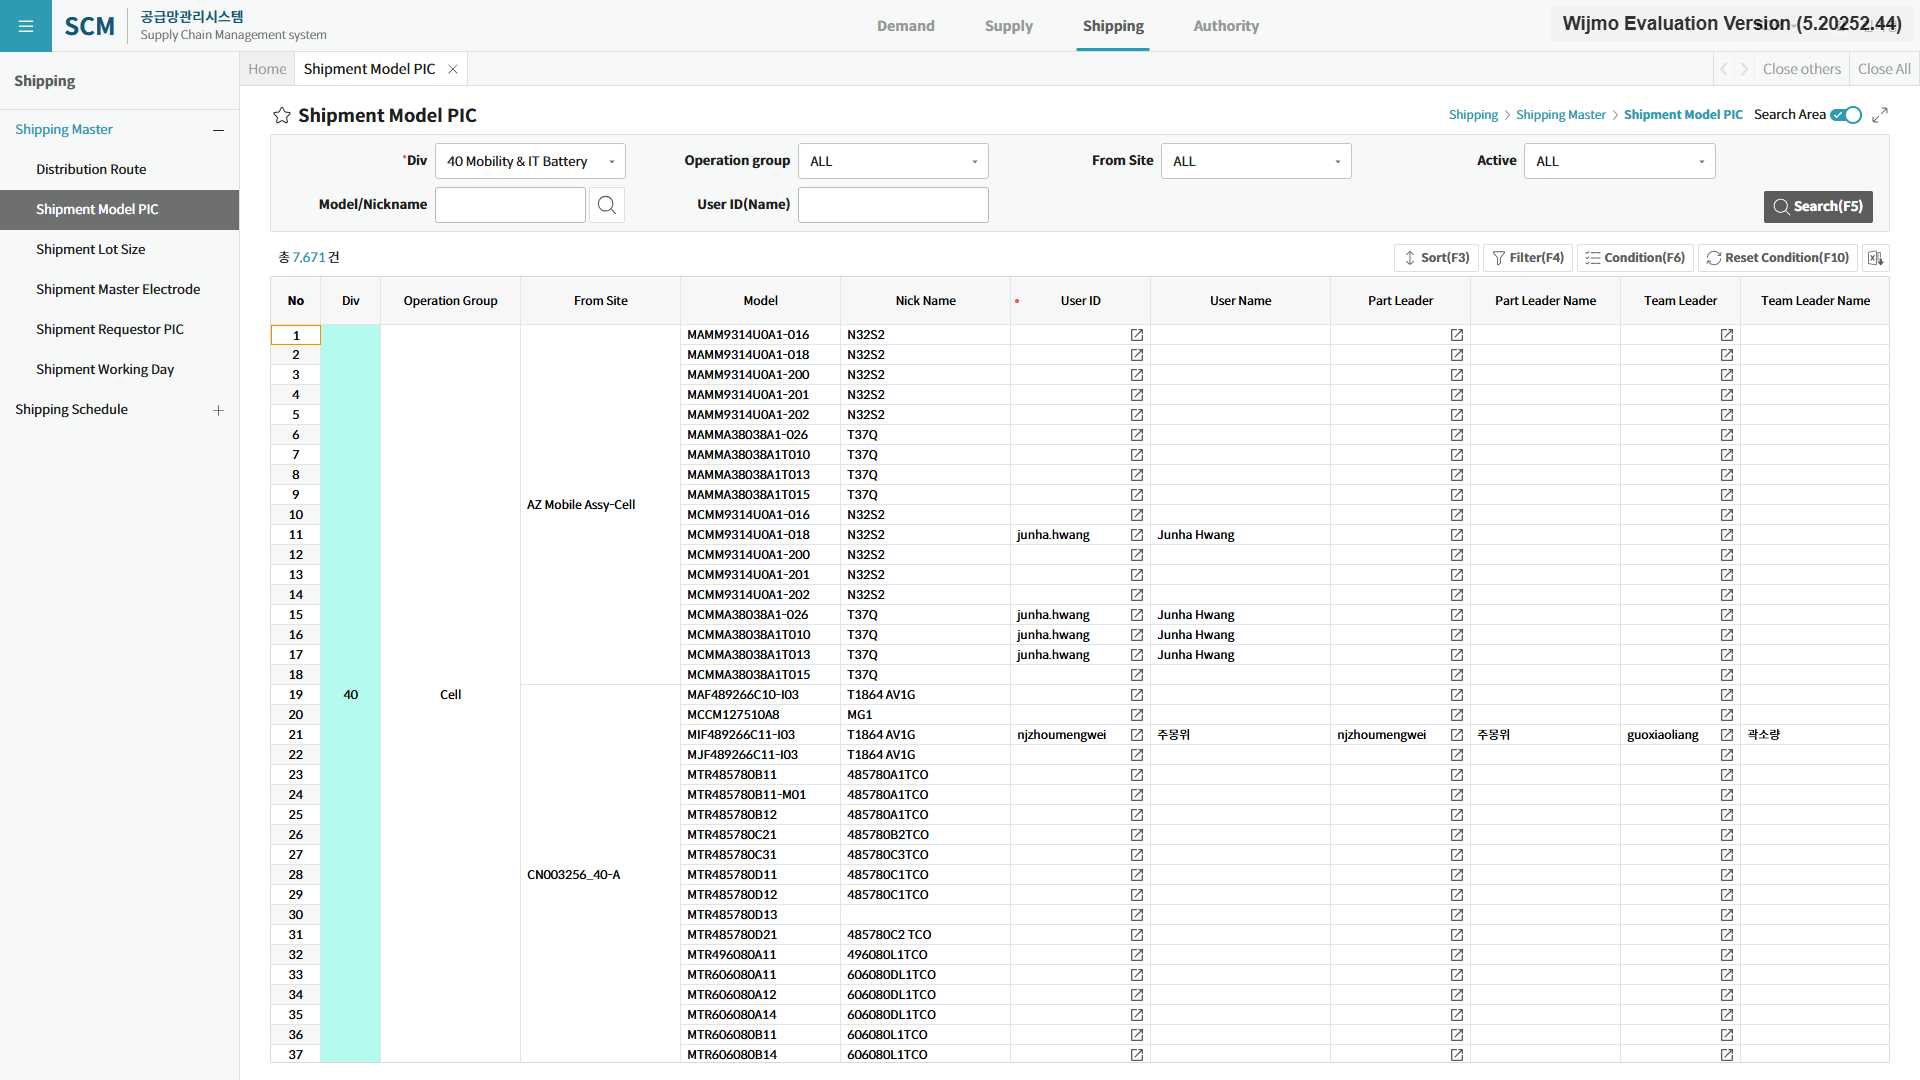 SCM
공급망관리시스템
Supply Chain Management system
Demand
Supply
Shipping
Authority
Wijmo Evaluation Version (5.20252.44)
Shipping
Home
Shipment Model PIC
Close others
Close All
Shipping Master
Distribution Route
Shipment Model PIC
Shipment Lot Size
Shipment Master Electrode
Shipment Requestor PIC
Shipment Working Day
Shipping Schedule
Shipment Model PIC
Shipping > Shipping Master > Shipment Model PIC
Search Area
*Div 40 Mobility & IT Battery
Operation group ALL
From Site ALL
Active ALL
Model/Nickname
User ID(Name)
Search(F5)
총 7,671 건
Sort(F3)
Filter(F4)
Condition(F6)
Reset Condition(F10)
No Div Operation Group From Site Model Nick Name User ID User Name Part Leader Part Leader Name Team Leader Team Leader Name
40
Cell
AZ Mobile Assy-Cell
CN003256_40-A
1 MAMM9314U0A1-016 N32S2
2 MAMM9314U0A1-018 N32S2
3 MAMM9314U0A1-200 N32S2
4 MAMM9314U0A1-201 N32S2
5 MAMM9314U0A1-202 N32S2
6 MAMMA38038A1-026 T37Q
7 MAMMA38038A1T010 T37Q
8 MAMMA38038A1T013 T37Q
9 MAMMA38038A1T015 T37Q
10 MCMM9314U0A1-016 N32S2
11 MCMM9314U0A1-018 N32S2 junha.hwang Junha Hwang
12 MCMM9314U0A1-200 N32S2
13 MCMM9314U0A1-201 N32S2
14 MCMM9314U0A1-202 N32S2
15 MCMMA38038A1-026 T37Q junha.hwang Junha Hwang
16 MCMMA38038A1T010 T37Q junha.hwang Junha Hwang
17 MCMMA38038A1T013 T37Q junha.hwang Junha Hwang
18 MCMMA38038A1T015 T37Q
19 MAF489266C10-I03 T1864 AV1G
20 MCCM127510A8 MG1
21 MIF489266C11-I03 T1864 AV1G njzhoumengwei 주몽위 njzhoumengwei 주몽위 guoxiaoliang 곽소량
22 MJF489266C11-I03 T1864 AV1G
23 MTR485780B11 485780A1TCO
24 MTR485780B11-M01 485780A1TCO
25 MTR485780B12 485780A1TCO
26 MTR485780C21 485780B2TCO
27 MTR485780C31 485780C3TCO
28 MTR485780D11 485780C1TCO
29 MTR485780D12 485780C1TCO
30 MTR485780D13
31 MTR485780D21 485780C2 TCO
32 MTR496080A11 496080L1TCO
33 MTR606080A11 606080DL1TCO
34 MTR606080A12 606080DL1TCO
35 MTR606080A14 606080DL1TCO
36 MTR606080B11 606080L1TCO
37 MTR606080B14 606080L1TCO